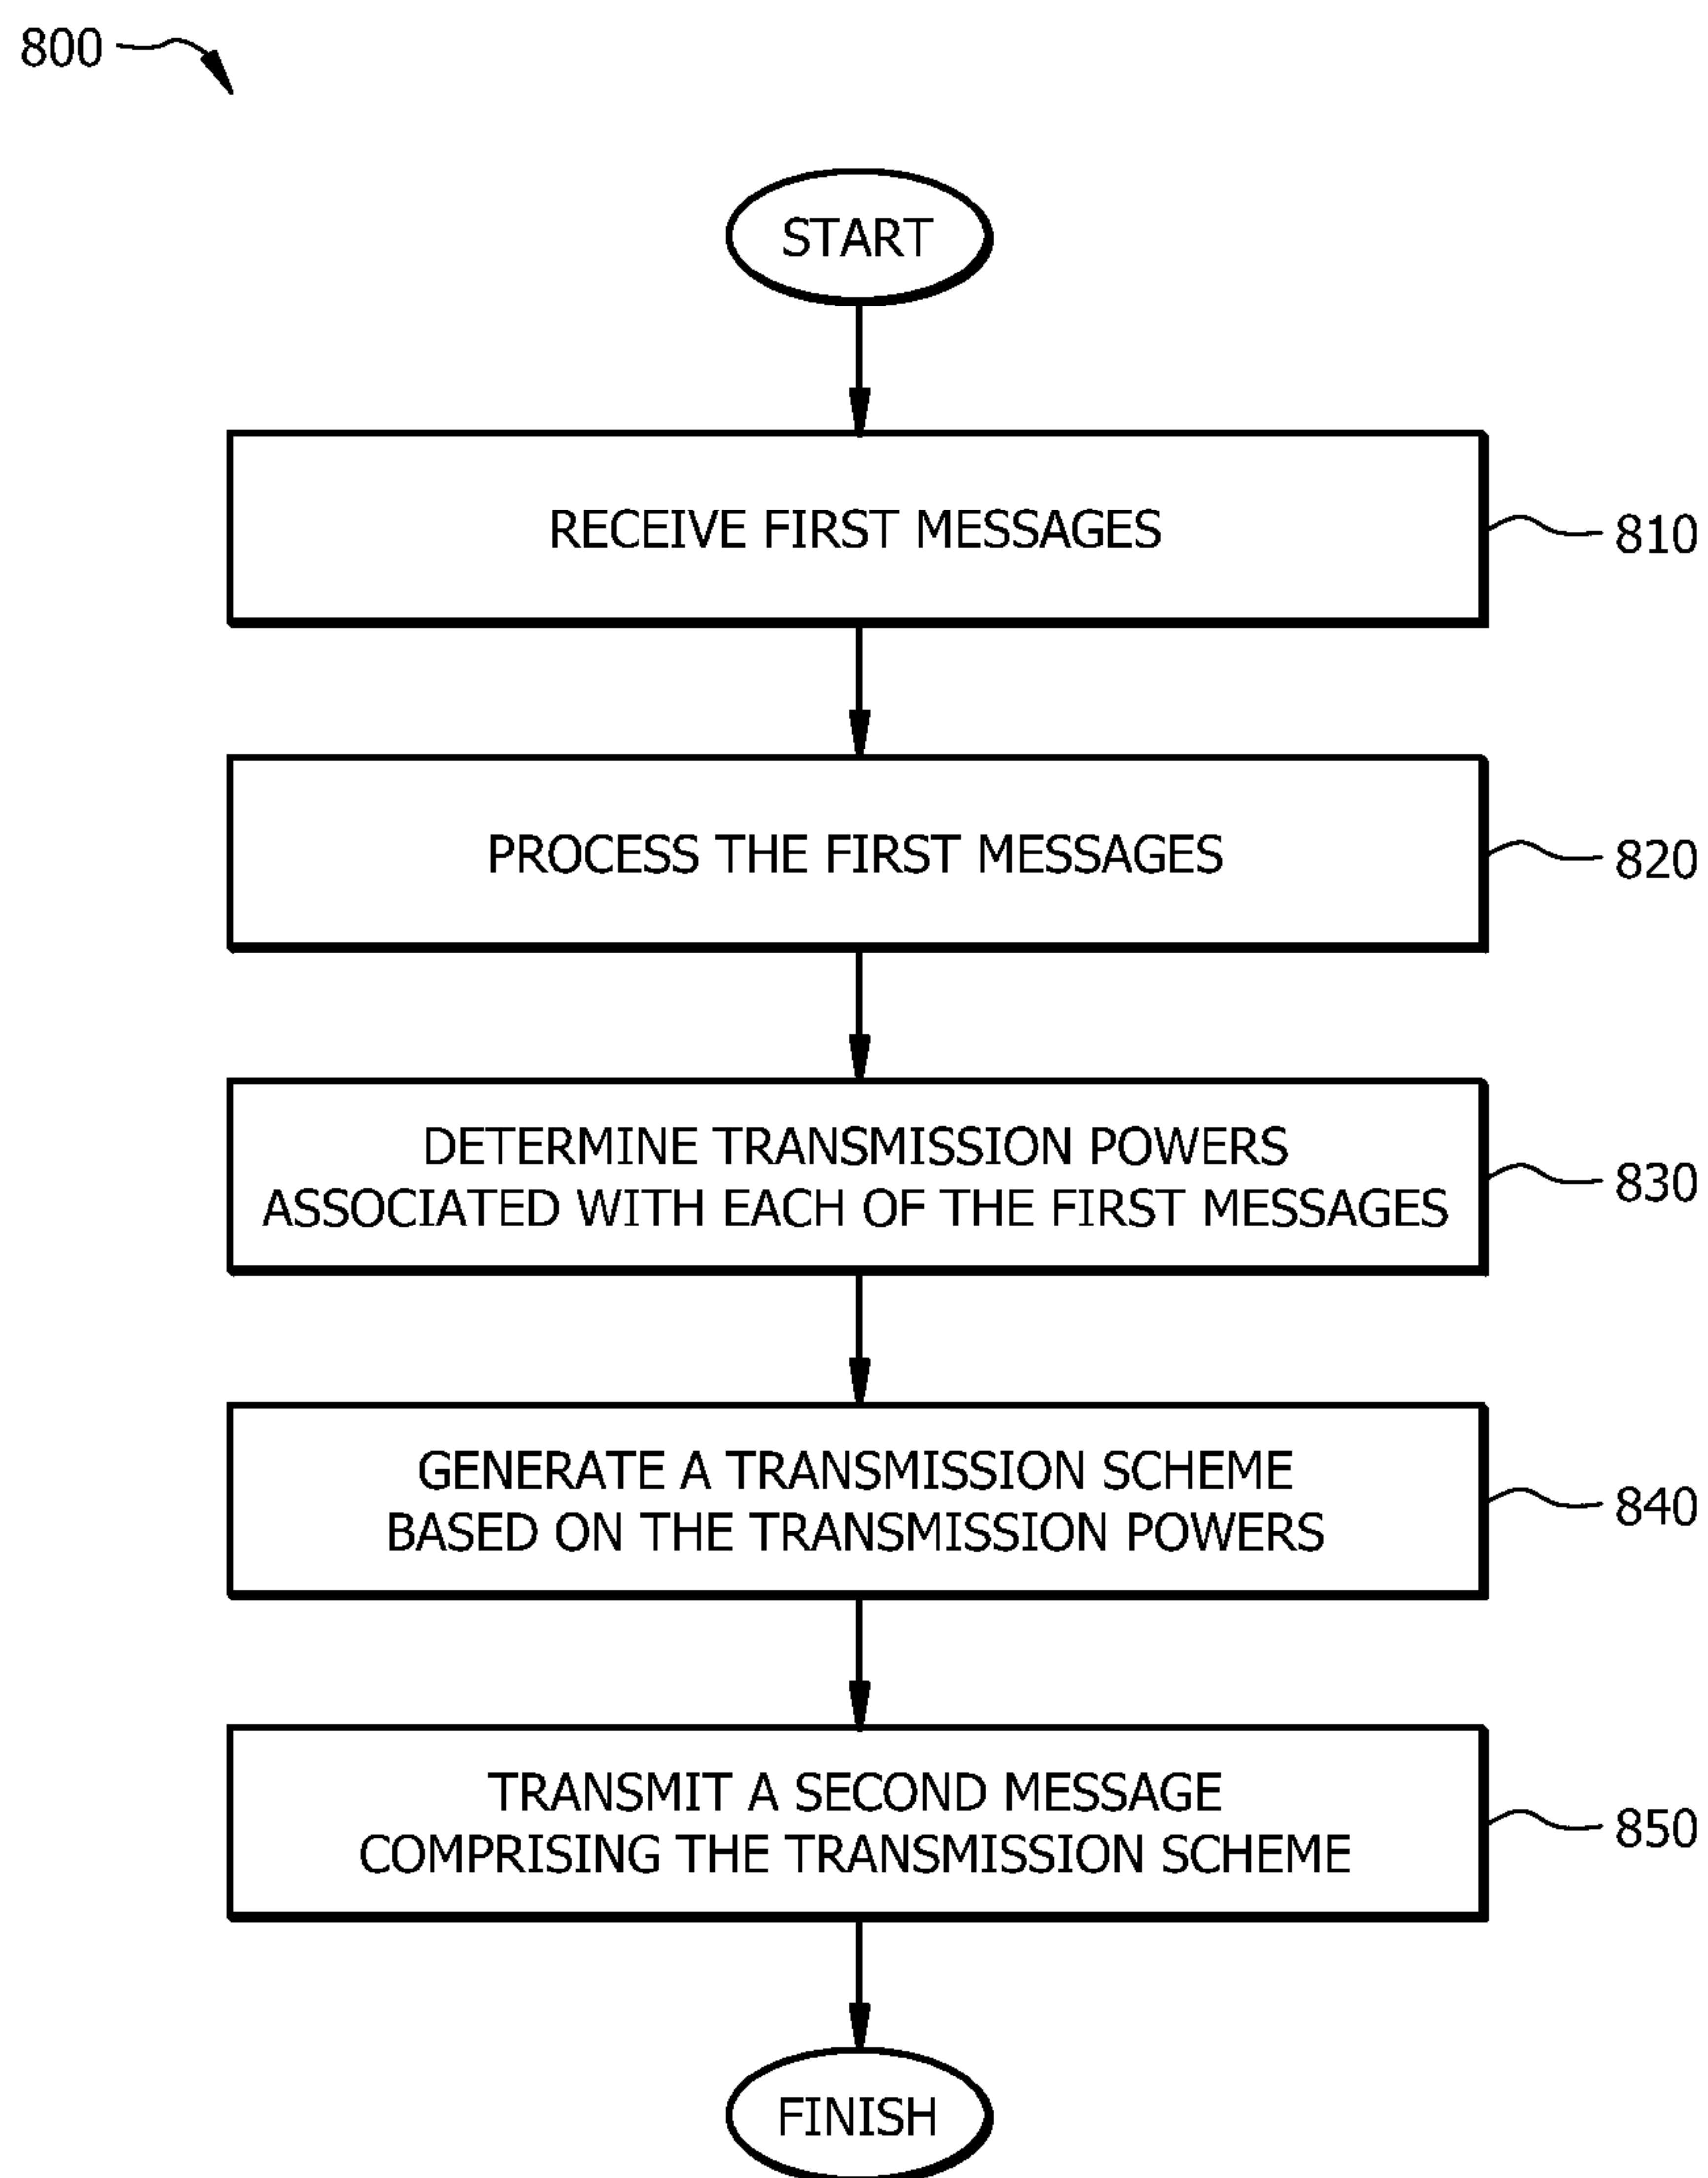 800
START
RECEIVE FIRST MESSAGES
810
PROCESS THE FIRST MESSAGES
820
DETERMINE TRANSMISSION POWERS
ASSOCIATED WITH EACH OF THE FIRST MESSAGES
830
GENERATE A TRANSMISSION SCHEME
BASED ON THE TRANSMISSION POWERS
840
TRANSMIT A SECOND MESSAGE
COMPRISING THE TRANSMISSION SCHEME
850
FINISH